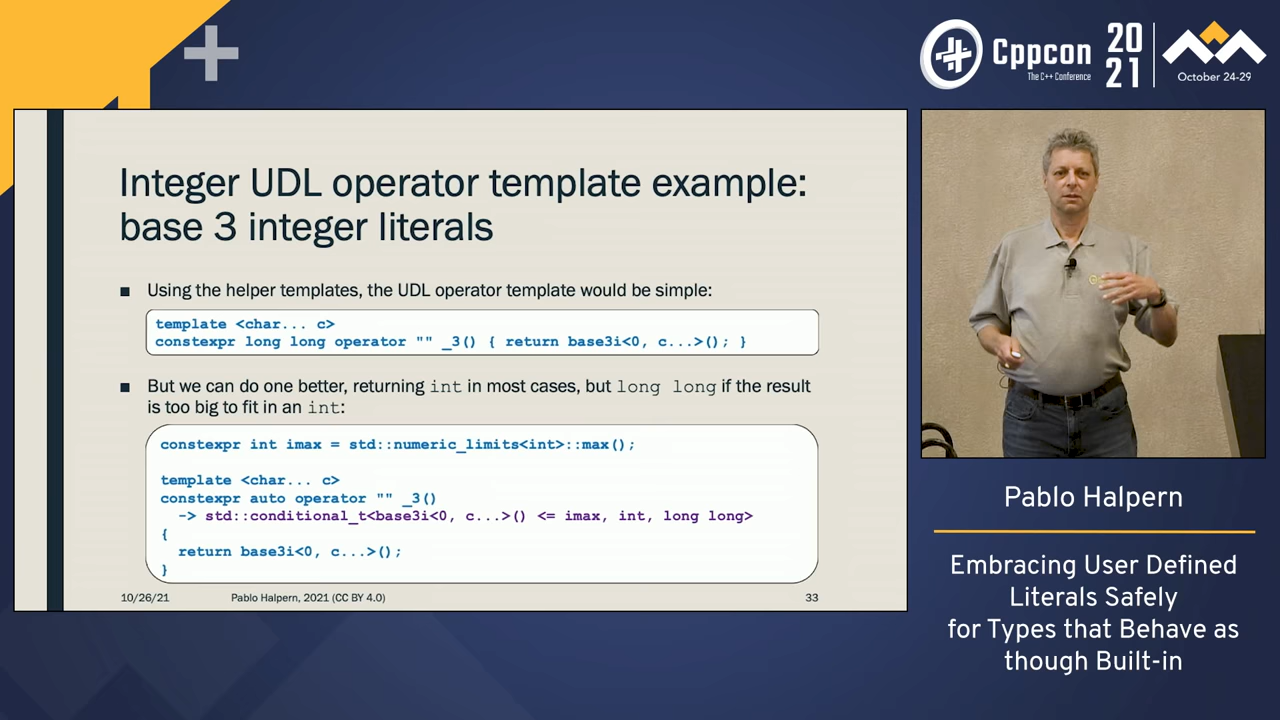 Cppcon
The C++ Conference
20
21
October 24-29
Integer UDL operator template example:
base 3 integer literals
Using the helper templates, the UDL operator template would be simple:
template <char... c>
constexpr long long operator "" _3() { return base3i<0, c...>(); }
But we can do one better, returning int in most cases, but long long if the result
is too big to fit in an int:
constexpr int imax = std::numeric_limits<int>::max();
template <char... c>
constexpr auto operator "" _3()
-> std::conditional_t<base3i<0, c...>() <= imax, int, long long>
{
return base3i<0, c...>();
}
10/26/21
Pablo Halpern, 2021 (CC BY 4.0)
33
Pablo Halpern
Embracing User Defined
Literals Safely
for Types that Behave as
though Built-in